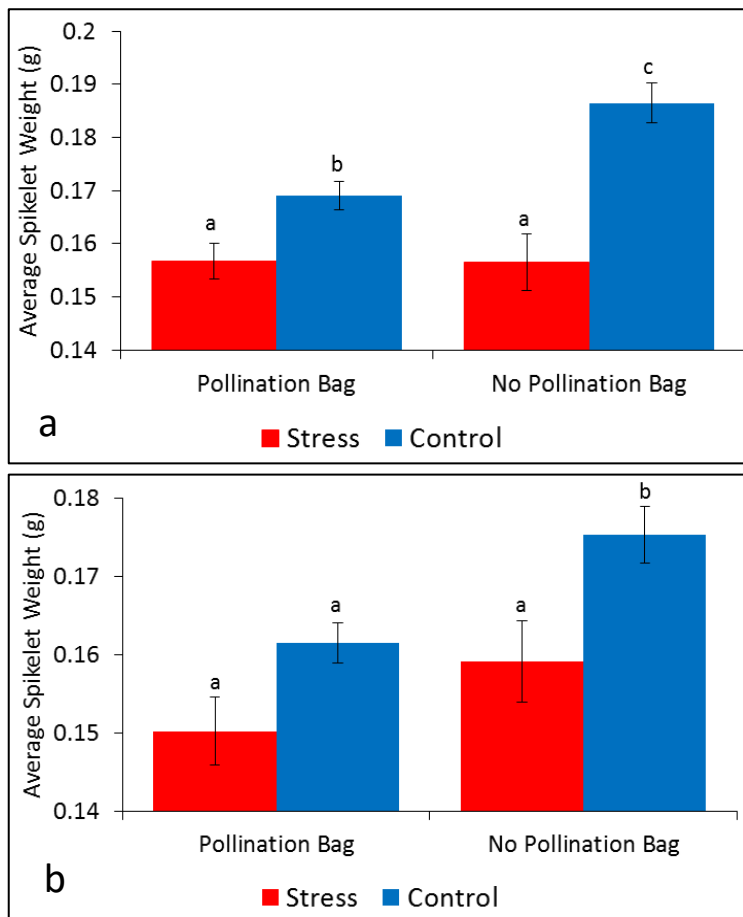 Average Spikelet Weight (g)
0.2
0.19
0.18
0.17
0.16
0.15
0.14
a
b
a
c
Pollination Bag
No Pollination Bag
a
Stress
Control
Average Spikelet Weight (g)
0.18
0.17
0.16
0.15
0.14
a
a
a
b
Pollination Bag
No Pollination Bag
b
Stress
Control